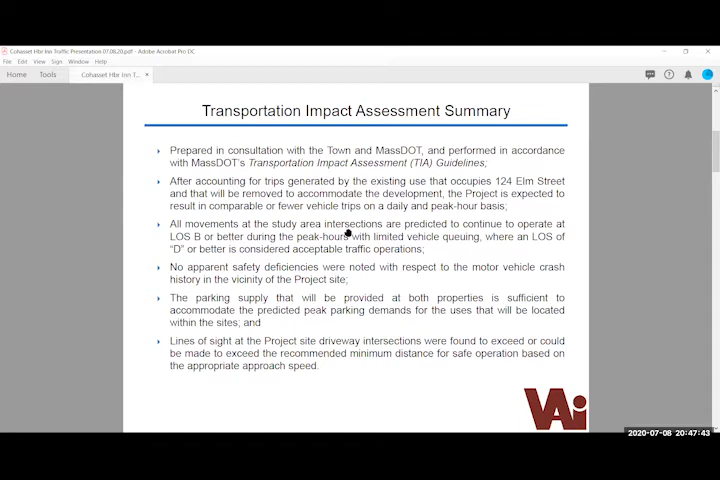 Cohasset Hbr Inn Traffic Presentation 07.08.20.pdf - Adobe Acrobat Pro DC
File Edit View Sign Window Help
Home Tools Cohasset Hbr Inn T... ×
Transportation Impact Assessment Summary
Prepared in consultation with the Town and MassDOT, and performed in accordance
with MassDOT's Transportation Impact Assessment (TIA) Guidelines;
After accounting for trips generated by the existing use that occupies 124 Elm Street
and that will be removed to accommodate the development, the Project is expected to
result in comparable or fewer vehicle trips on a daily and peak-hour basis;
All movements at the study area intersections are predicted to continue to operate at
LOS B or better during the peak-hours with limited vehicle queuing, where an LOS of
"D" or better is considered acceptable traffic operations;
No apparent safety deficiencies were noted with respect to the motor vehicle crash
history in the vicinity of the Project site;
The parking supply that will be provided at both properties is sufficient to
accommodate the predicted peak parking demands for the uses that will be located
within the sites; and
Lines of sight at the Project site driveway intersections were found to exceed or could
be made to exceed the recommended minimum distance for safe operation based on
the appropriate approach speed.
VAi
2020-07-08 20:47:43